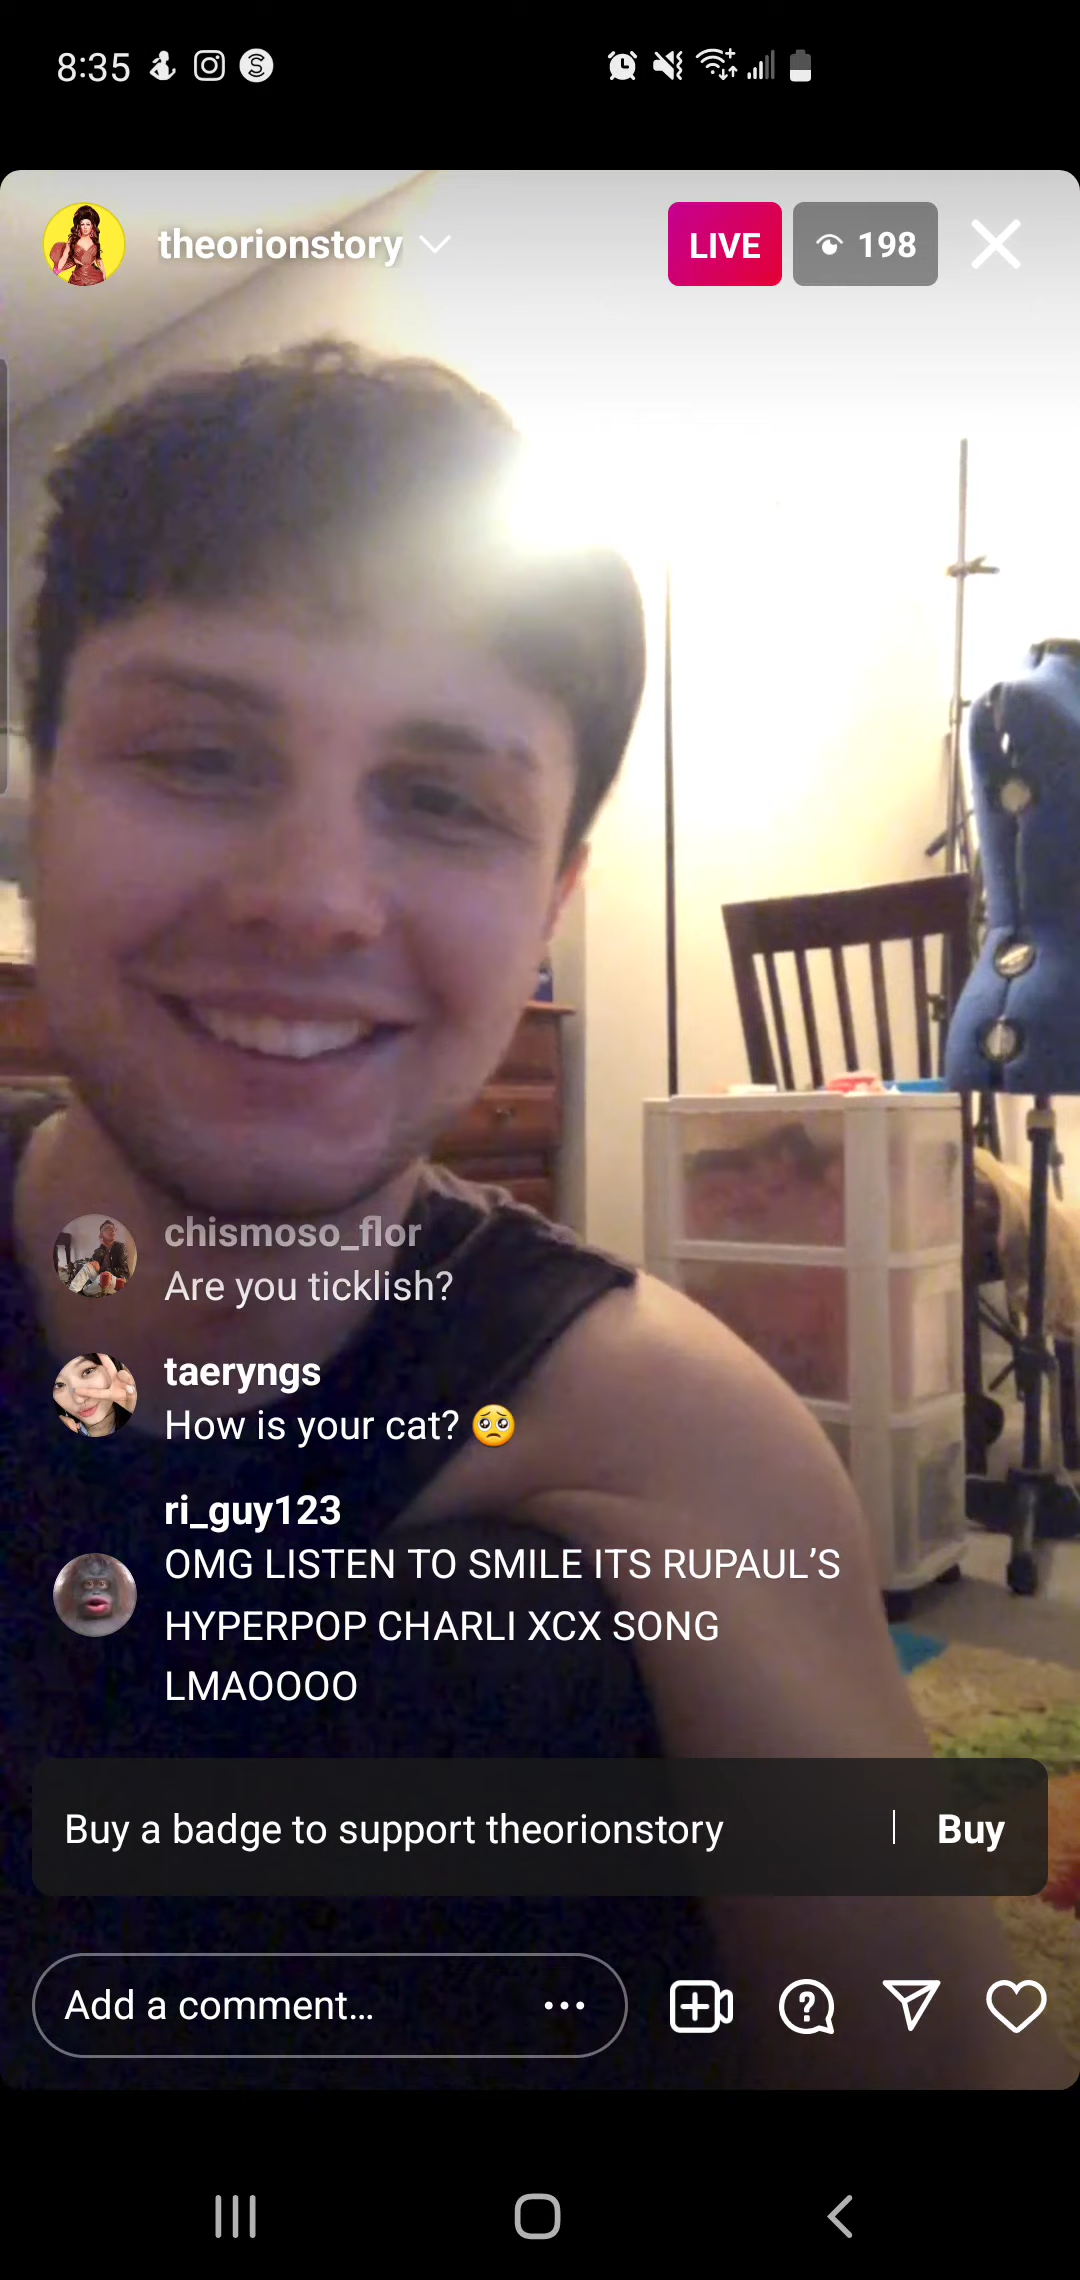 8:35
theorionstory
LIVE
198
chismoso_flor
Are you ticklish?
taeryngs
How is your cat? 🥺
ri_guy123
OMG LISTEN TO SMILE ITS RUPAUL’S
HYPERPOP CHARLI XCX SONG
LMAOOOO
Buy a badge to support theorionstory
Buy
Add a comment...